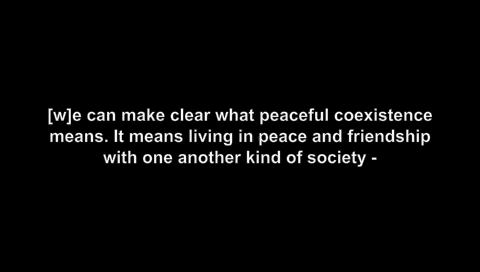 [w]e can make clear what peaceful coexistence
means. It means living in peace and friendship
with one another kind of society -